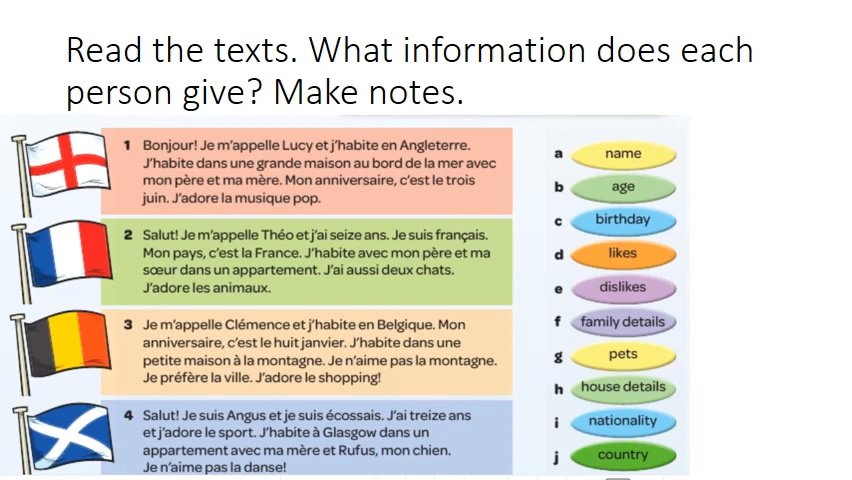 Read the texts. What information does each
person give? Make notes.
1 Bonjour! Je m'appelle Lucy et j'habite en Angleterre.
J'habite dans une grande maison au bord de la mer avec
mon père et ma mère. Mon anniversaire, c'est le trois
juin. J'adore la musique pop.
2 Salut! Je m'appelle Théo et j'ai seize ans. Je suis français.
Mon pays, c'est la France. J'habite avec mon père et ma
sœur dans un appartement. J'ai aussi deux chats.
J'adore les animaux.
3 Je m'appelle Clémence et j'habite en Belgique. Mon
anniversaire, c'est le huit janvier. J'habite dans une
petite maison à la montagne. Je n'aime pas la montagne.
Je préfère la ville. J'adore le shopping!
4 Salut! Je suis Angus et je suis écossais. J'ai treize ans
et j'adore le sport. J'habite à Glasgow dans un
appartement avec ma mère et Rufus, mon chien.
Je n'aime pas la danse!
a name
b age
c birthday
d likes
e dislikes
f family details
g pets
h house details
i nationality
j country